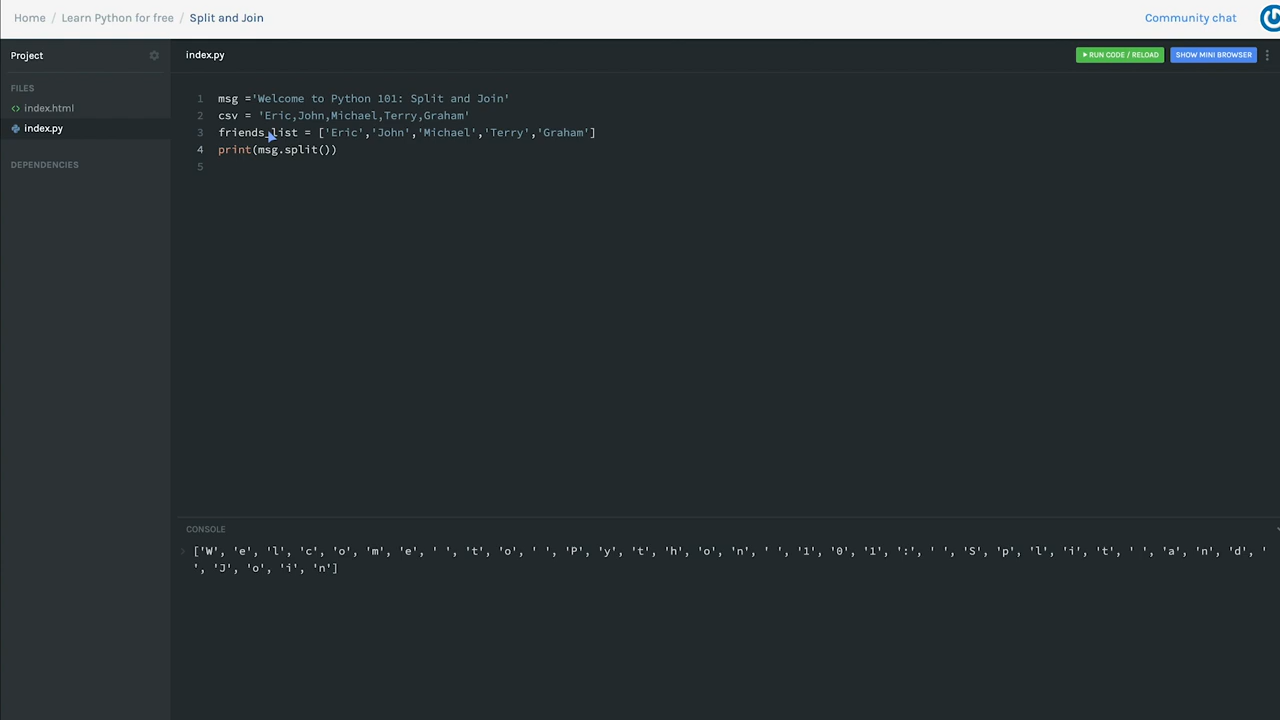 Home / Learn Python for free / Split and Join
Community chat
Project
index.py
RUN CODE / RELOAD
SHOW MINI BROWSER
FILES
index.html
index.py
DEPENDENCIES
1 msg ='Welcome to Python 101: Split and Join'
2 csv = 'Eric,John,Michael,Terry,Graham'
3 friends_list = ['Eric','John','Michael','Terry','Graham']
4 print(msg.split())
5
CONSOLE
['W', 'e', 'l', 'c', 'o', 'm', 'e', ' ', 't', 'o', ' ', 'P', 'y', 't', 'h', 'o', 'n', ' ', '1', '0', '1', ':', ' ', 'S', 'p', 'l', 'i', 't', ' ', 'a', 'n', 'd', '
', 'J', 'o', 'i', 'n']